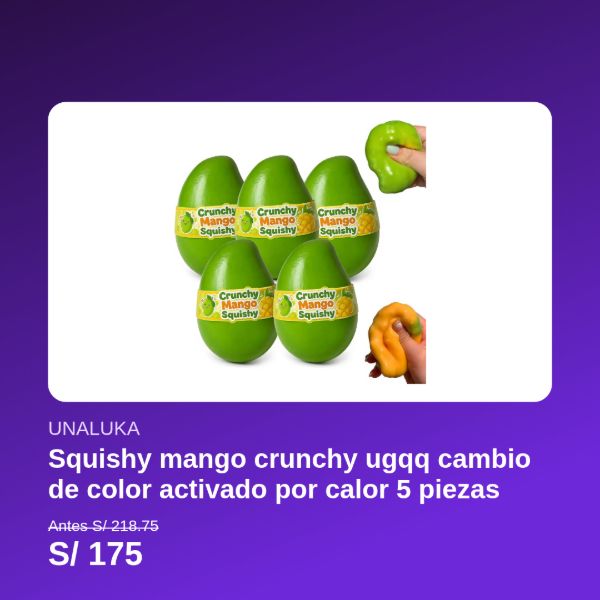 Crunchy
Mango
Squishy
Crunchy
Mango
Squishy
Crunchy
Mango
Squishy
Crunchy
Mango
Squishy
Crunchy
Mango
Squishy
UNALUKA
Squishy mango crunchy ugqq cambio
de color activado por calor 5 piezas
Antes S/ 218.75
S/ 175